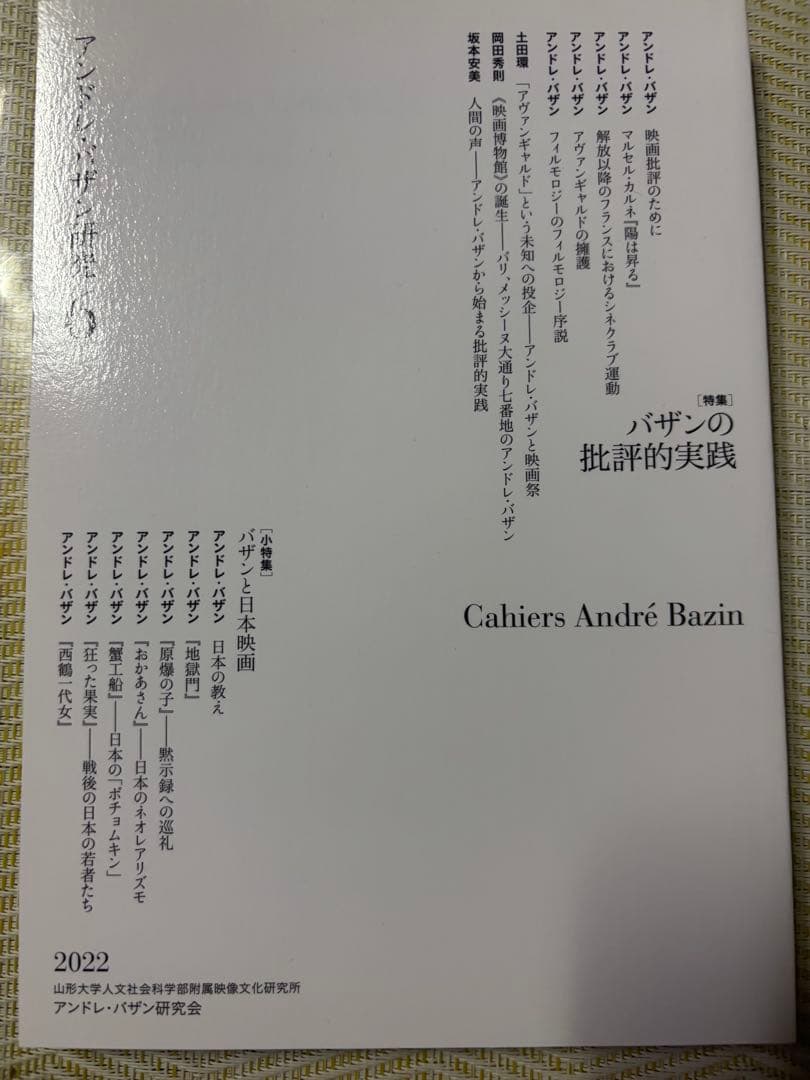 アンドレ・バザン 映画批評のために
アンドレ・バザン マルセル・カルネ『陽は昇る』
アンドレ・バザン 解放以降のフランスにおけるシネクラブ運動
アンドレ・バザン アヴァンギャルドの擁護
アンドレ・バザン フィルモロジーのフィルモロジー序説
土田環 「アヴァンギャルド」という未知への投企――アンドレ・バザンと映画祭
岡田秀則 《映画博物館》の誕生――パリ、メッシーヌ大通り七番地のアンドレ・バザン
坂本安美 人間の声――アンドレ・バザンから始まる批評的実践
[特集]
バザンの
批評的実践
アンドレ・バザン研究 6
Cahiers André Bazin
[小特集]
バザンと日本映画
アンドレ・バザン 日本の教え
アンドレ・バザン 『地獄門』
アンドレ・バザン 『原爆の子』――黙示録への巡礼
アンドレ・バザン 『おかあさん』――日本のネオレアリズモ
アンドレ・バザン 『蟹工船』――日本の「ポチョムキン」
アンドレ・バザン 『狂った果実』――戦後の日本の若者たち
アンドレ・バザン 『西鶴一代女』
2022
山形大学人文社会科学部附属映像文化研究所
アンドレ・バザン研究会